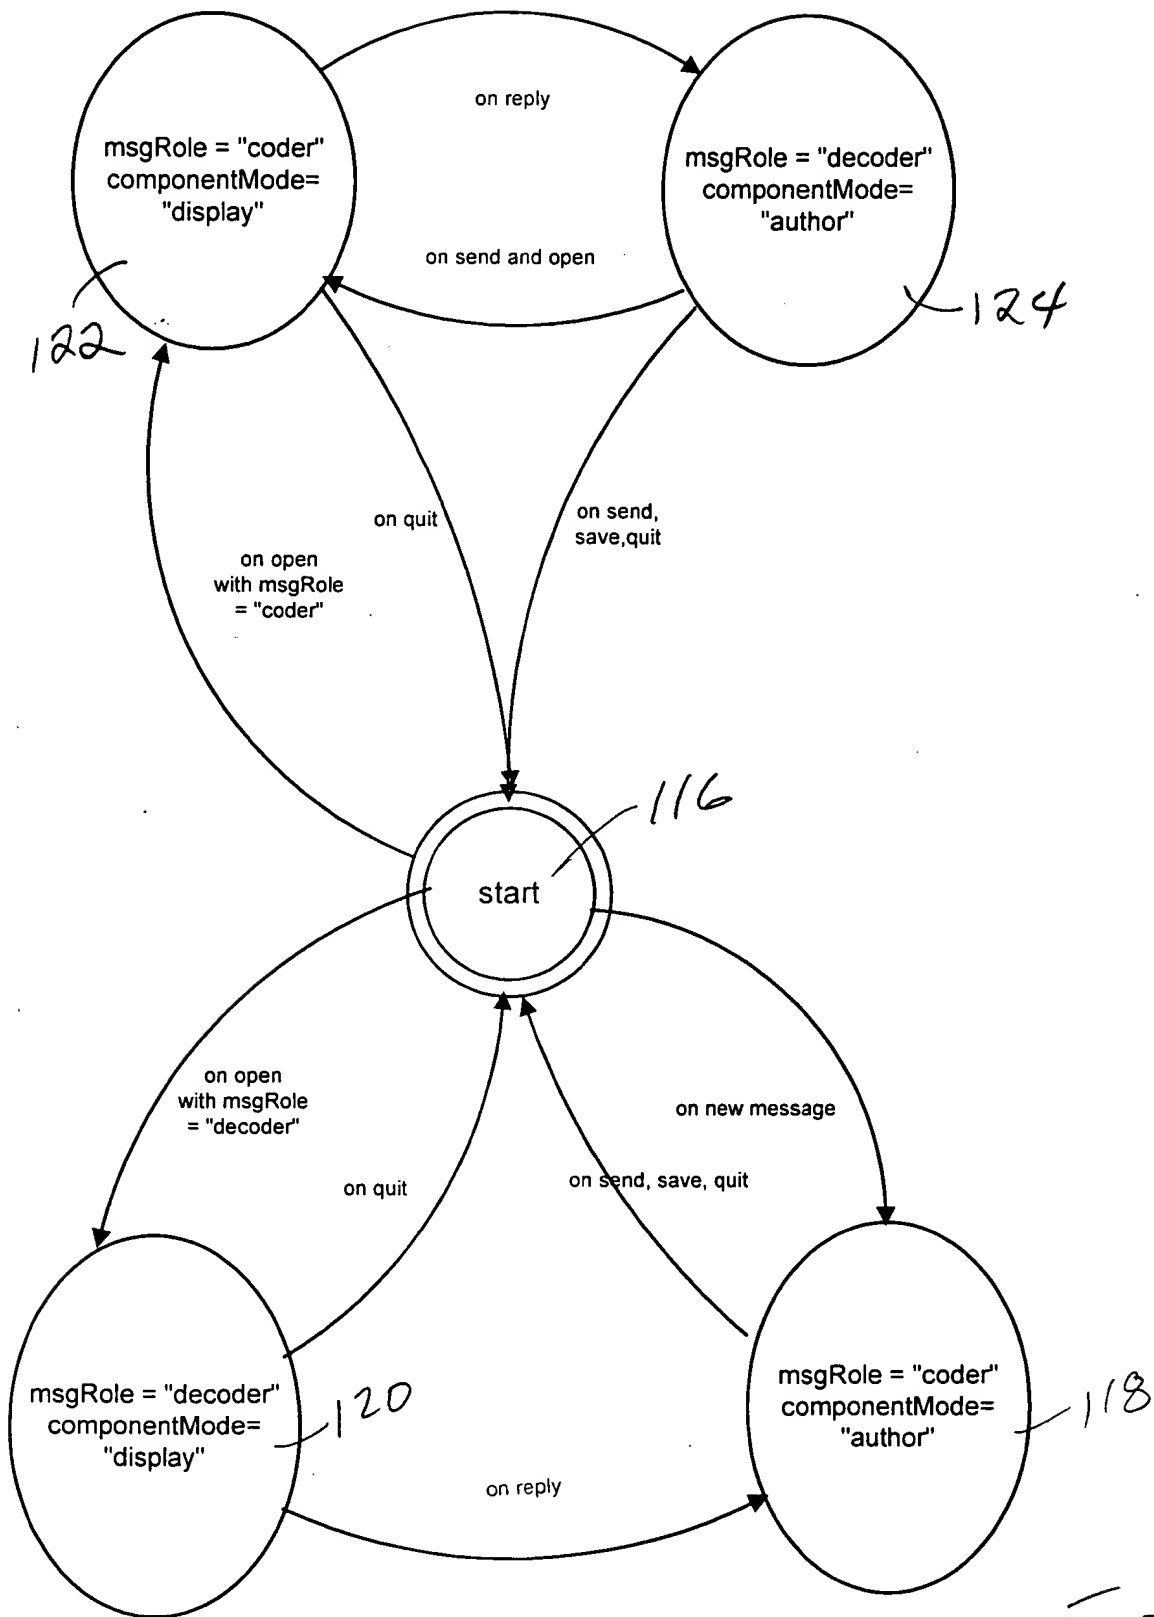 on reply
msgRole = "coder"
componentMode=
"display"
msgRole = "decoder"
componentMode=
"author"
on send and open
122
124
on quit
on send,
save,quit
on open
with msgRole
= "coder"
116
start
on open
with msgRole
= "decoder"
on new message
on quit
on send, save, quit
msgRole = "decoder"
componentMode=
"display"
120
msgRole = "coder"
componentMode=
"author"
118
on reply